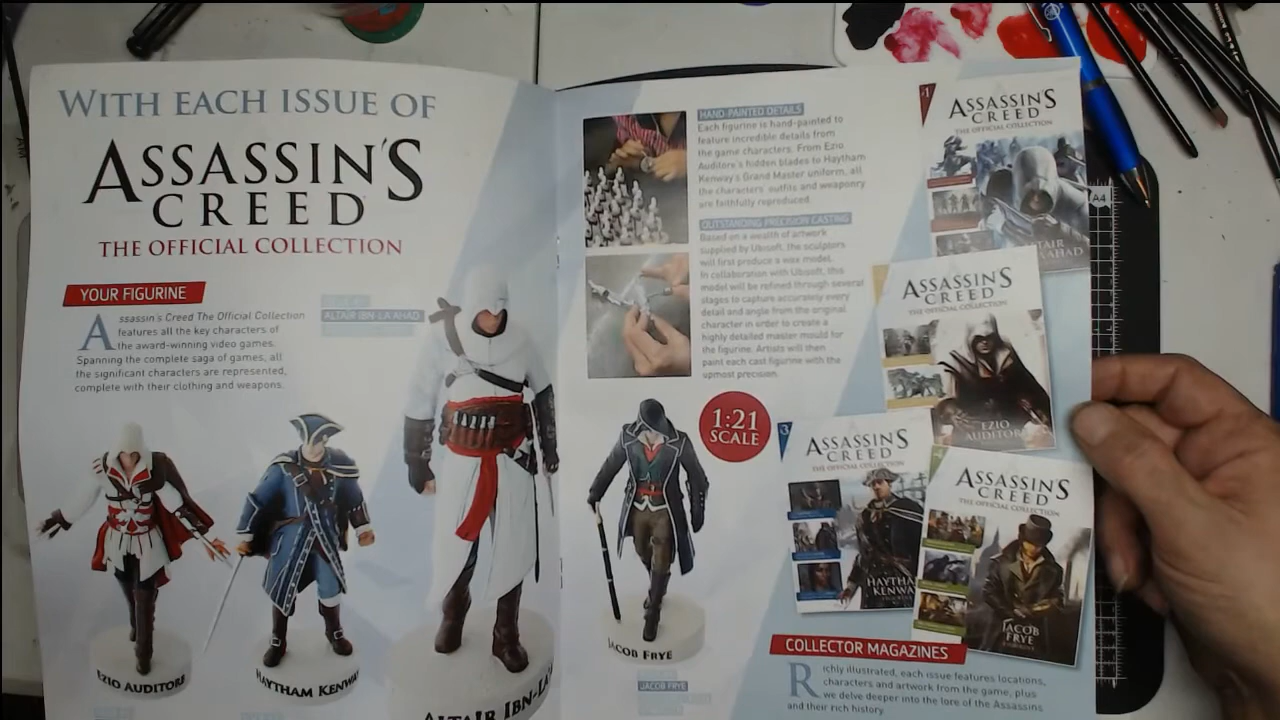 WITH EACH ISSUE OF
ASSASSIN'S
CREED
THE OFFICIAL COLLECTION
YOUR FIGURINE
Assassin's Creed The Official Collection
features all the key characters of
the award-winning video games.
Spanning the complete saga of games, all
the significant characters are represented,
complete with their clothing and weapons.
ALTAÏR IBN-LA'AHAD
EZIO AUDITORE
HAYTHAM KENWAY
ALTAÏR IBN-LA'
HAND-PAINTED DETAILS
Each figurine is hand-painted to
feature incredible details from
the game characters. From Ezio
Auditore's hidden blades to Haytham
Kenway's Grand Master uniform, all
the characters' outfits and weaponry
are faithfully reproduced.
OUTSTANDING PRECISION CASTING
Based on a wealth of artwork
supplied by Ubisoft, the sculptors
will first produce a wax model.
In collaboration with Ubisoft, this
model will be refined through several
stages to capture accurately every
detail and angle from the original
character in order to create a
highly detailed master mould for
the figurine. Artists will then
paint each cast figurine with the
upmost precision.
1:21
SCALE
JACOB FRYE
JACOB FRYE
#1
ASSASSIN'S
CREED
THE OFFICIAL COLLECTION
TAIR
AHAD
ASSASSIN'S
CREED
THE OFFICIAL COLLECTION
EZIO
AUDITORE
#3
ASSASSIN'S
CREED
THE OFFICIAL COLLECTION
HAYTHA
KENWA
ASSASSIN'S
CREED
THE OFFICIAL COLLECTION
JACOB
FRYE
COLLECTOR MAGAZINES
Richly illustrated, each issue features locations,
characters and artwork from the game, plus
we delve deeper into the lore of the Assassins
and their rich history.
A4